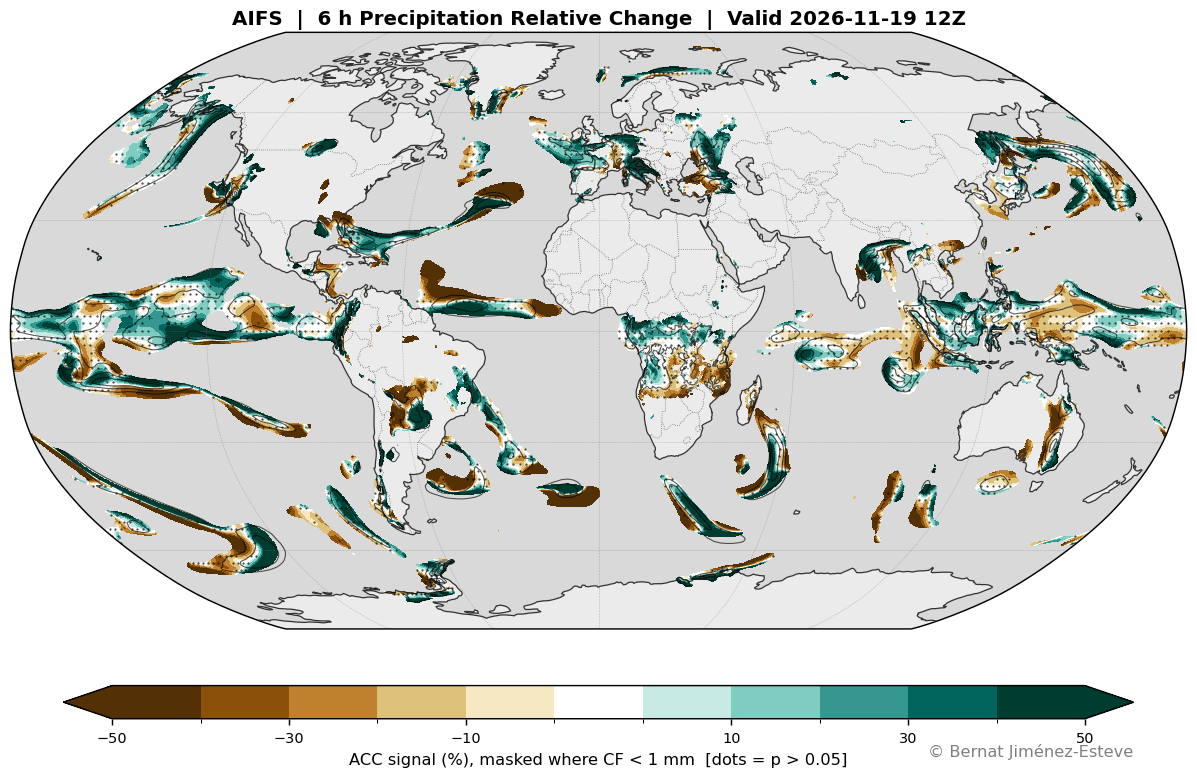 AIFS | 6 h Precipitation Relative Change | Valid 2026-11-19 12Z
−50 −30 −10 10 30 50
© Bernat Jiménez-Esteve
ACC signal (%), masked where CF < 1 mm [dots = p > 0.05]